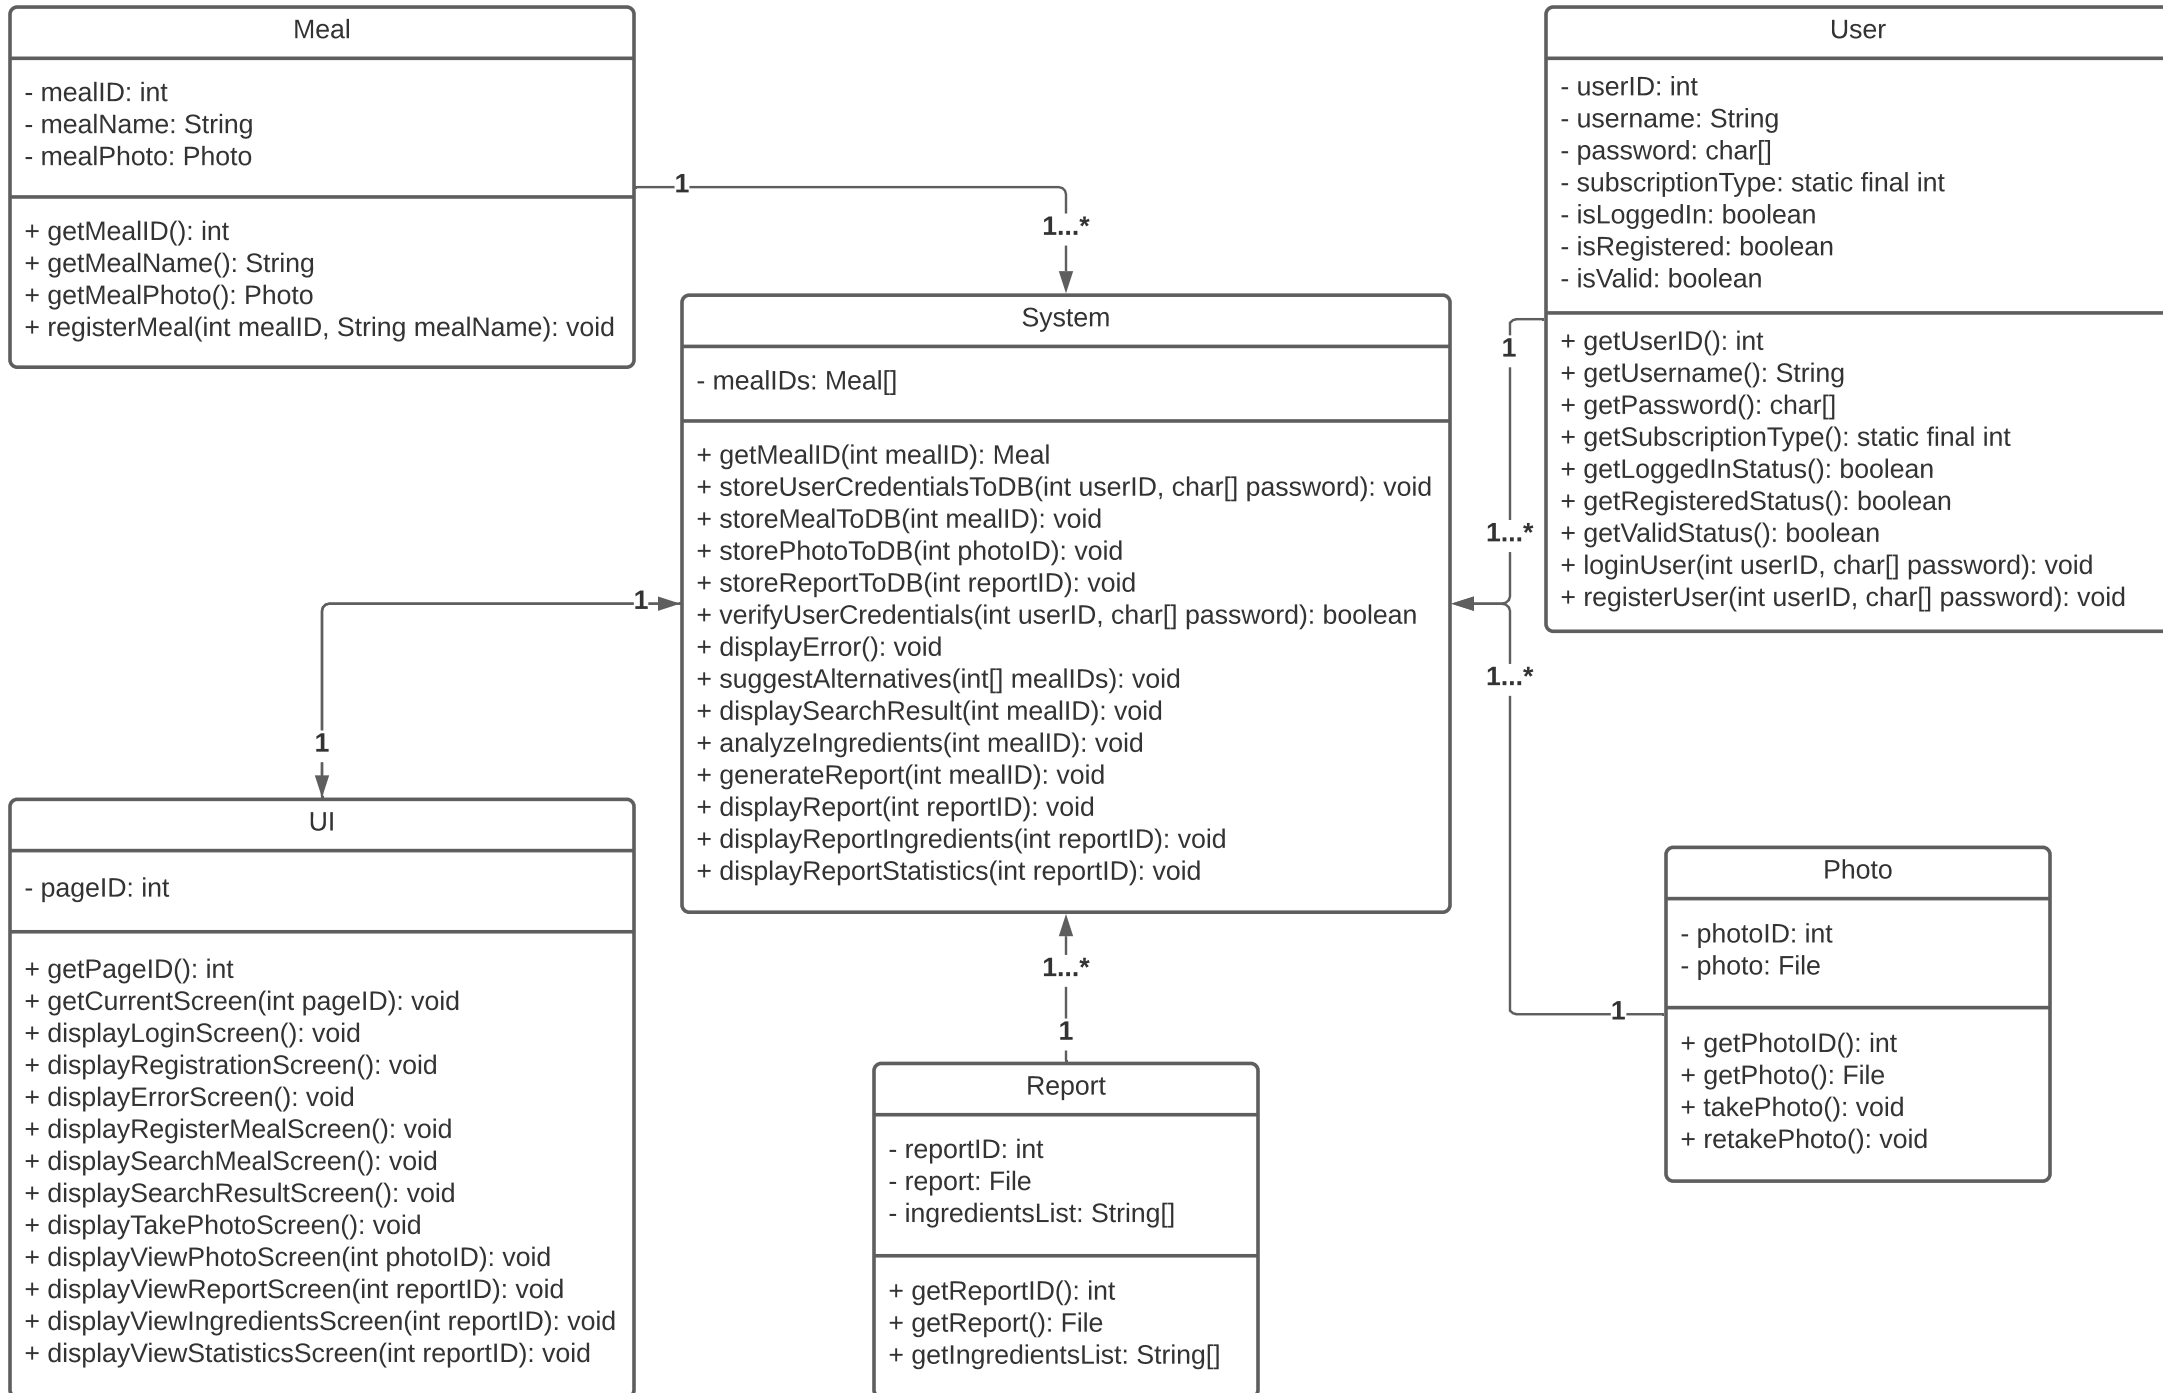 Meal
- mealID: int
- mealName: String
- mealPhoto: Photo
+ getMealID(): int
+ getMealName(): String
+ getMealPhoto(): Photo
+ registerMeal(int mealID, String mealName): void
1
1...*
User
- userID: int
- username: String
- password: char[]
- subscriptionType: static final int
- isLoggedIn: boolean
- isRegistered: boolean
- isValid: boolean
+ getUserID(): int
+ getUsername(): String
+ getPassword(): char[]
+ getSubscriptionType(): static final int
+ getLoggedInStatus(): boolean
+ getRegisteredStatus(): boolean
+ getValidStatus(): boolean
+ loginUser(int userID, char[] password): void
+ registerUser(int userID, char[] password): void
1
1...*
System
- mealIDs: Meal[]
+ getMealID(int mealID): Meal
+ storeUserCredentialsToDB(int userID, char[] password): void
+ storeMealToDB(int mealID): void
+ storePhotoToDB(int photoID): void
+ storeReportToDB(int reportID): void
+ verifyUserCredentials(int userID, char[] password): boolean
+ displayError(): void
+ suggestAlternatives(int[] mealIDs): void
+ displaySearchResult(int mealID): void
+ analyzeIngredients(int mealID): void
+ generateReport(int mealID): void
+ displayReport(int reportID): void
+ displayReportIngredients(int reportID): void
+ displayReportStatistics(int reportID): void
1
1
UI
- pageID: int
+ getPageID(): int
+ getCurrentScreen(int pageID): void
+ displayLoginScreen(): void
+ displayRegistrationScreen(): void
+ displayErrorScreen(): void
+ displayRegisterMealScreen(): void
+ displaySearchMealScreen(): void
+ displaySearchResultScreen(): void
+ displayTakePhotoScreen(): void
+ displayViewPhotoScreen(int photoID): void
+ displayViewReportScreen(int reportID): void
+ displayViewIngredientsScreen(int reportID): void
+ displayViewStatisticsScreen(int reportID): void
1...*
1
Report
- reportID: int
- report: File
- ingredientsList: String[]
+ getReportID(): int
+ getReport(): File
+ getIngredientsList: String[]
1...*
1
Photo
- photoID: int
- photo: File
+ getPhotoID(): int
+ getPhoto(): File
+ takePhoto(): void
+ retakePhoto(): void